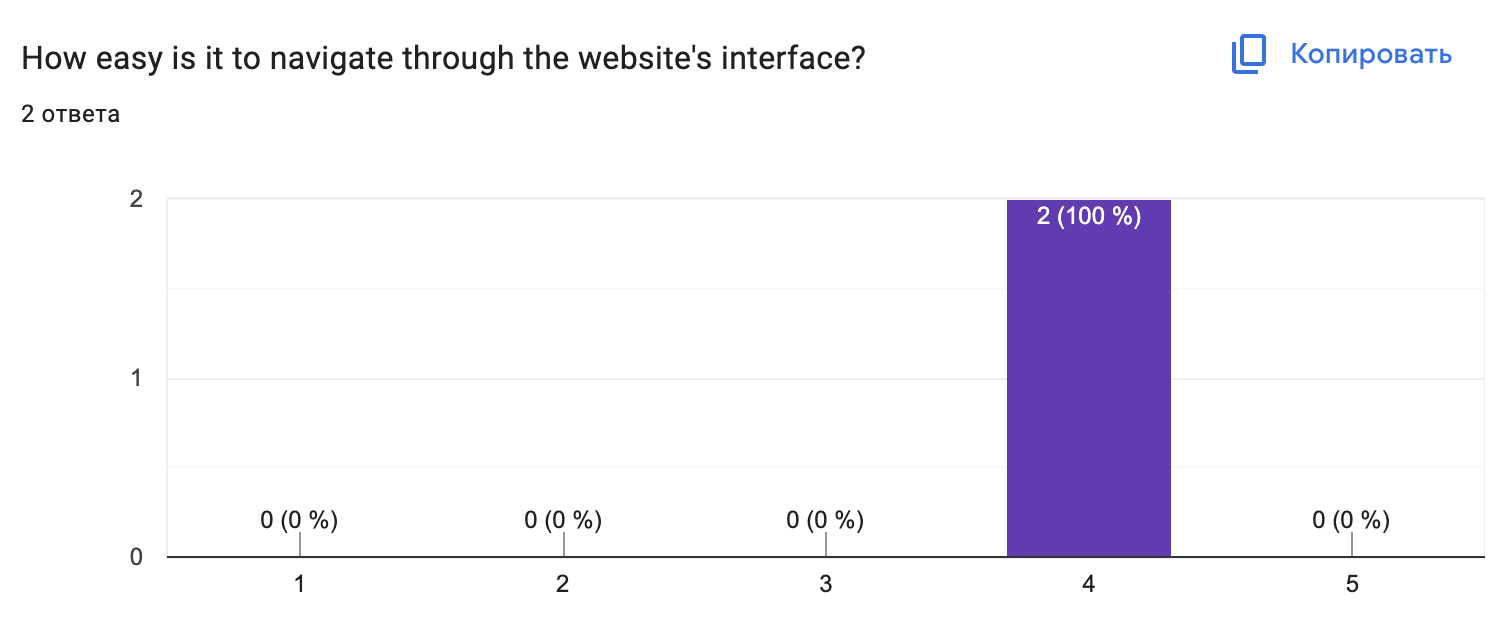 How easy is it to navigate through the website's interface?
Копировать
2 ответа
2
2 (100 %)
1
0 (0 %)
0 (0 %)
0 (0 %)
0 (0 %)
0
1
2
3
4
5